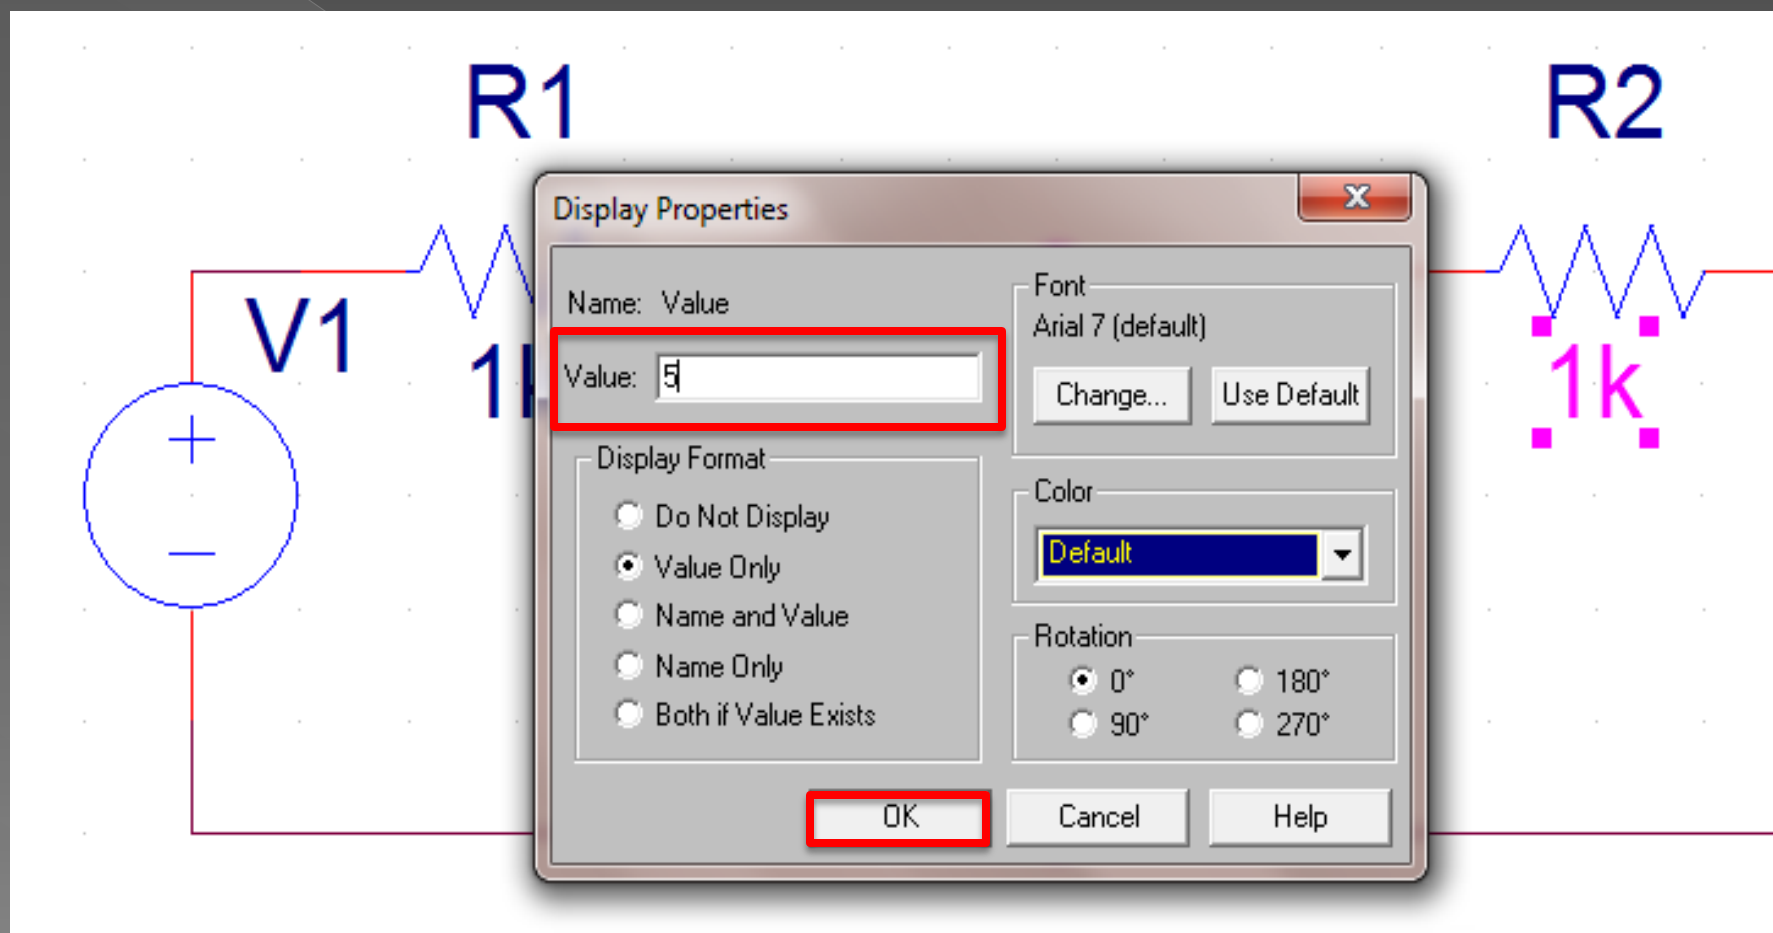 R1
R2
Display Properties
V1
Name: Value
Value: 5
Font
Arial 7 (default)
Change...
Use Default
1k
Display Format
Do Not Display
Value Only
Name and Value
Name Only
Both if Value Exists
Color
Default
Rotation
0°
180°
90°
270°
OK
Cancel
Help